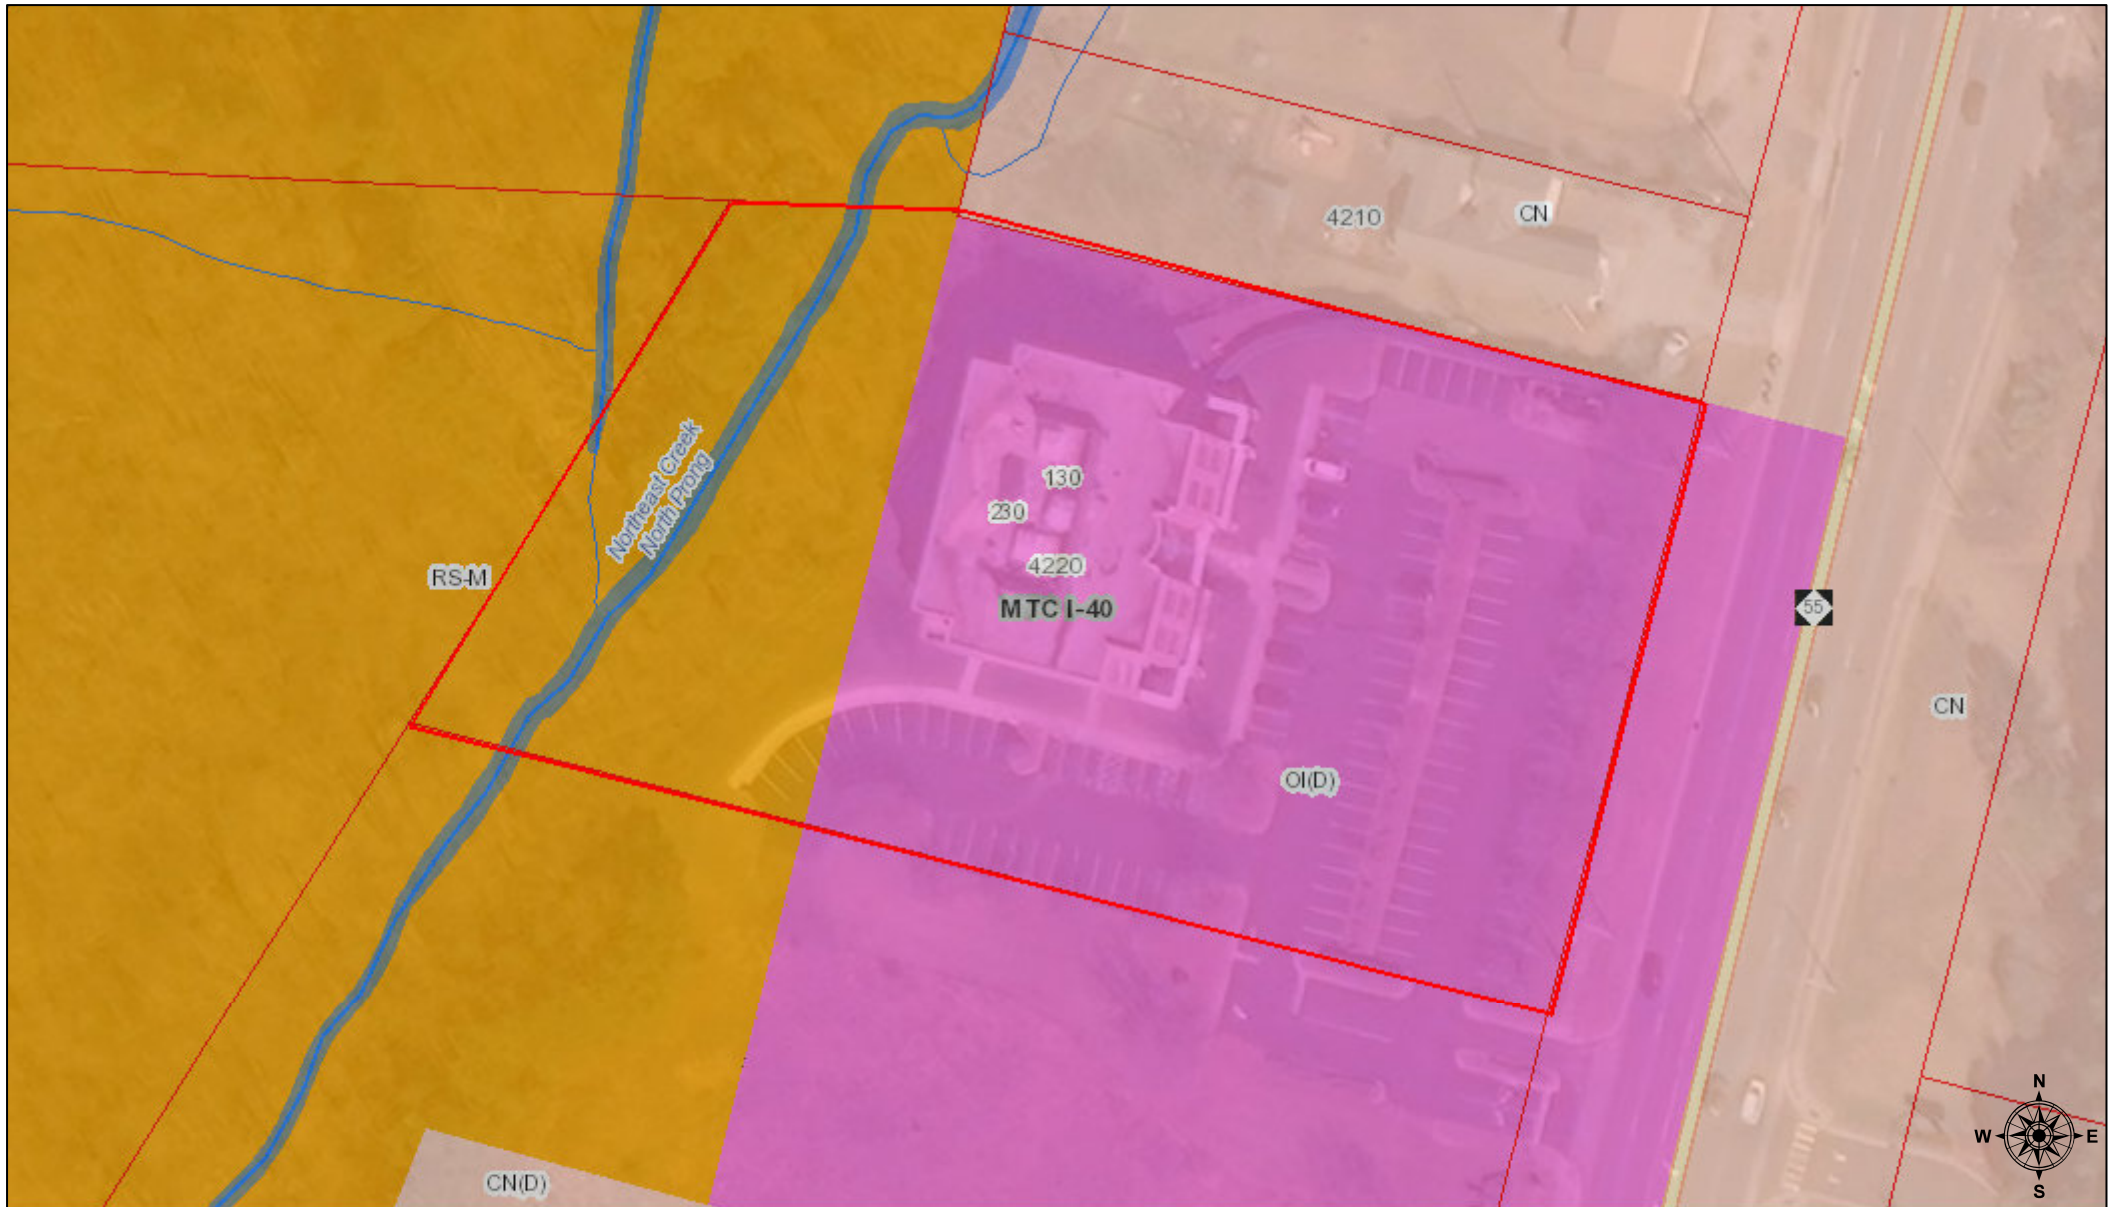 4210
CN
Northeast Creek
North Prong
130
230
4220
MTC I-40
RS-M
55
CN
OI(D)
CN(D)
N
W
E
S